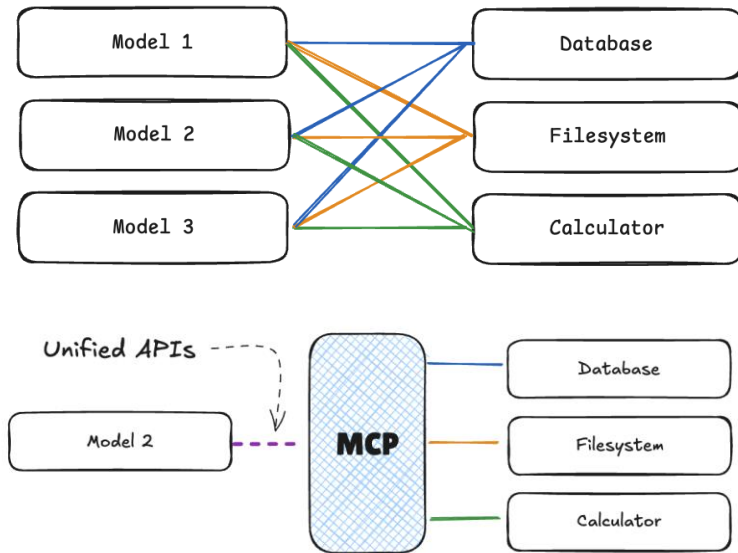 Model 1
Database
Model 2
Filesystem
Model 3
Calculator
Unified APIs
Database
Model 2
MCP
Filesystem
Calculator